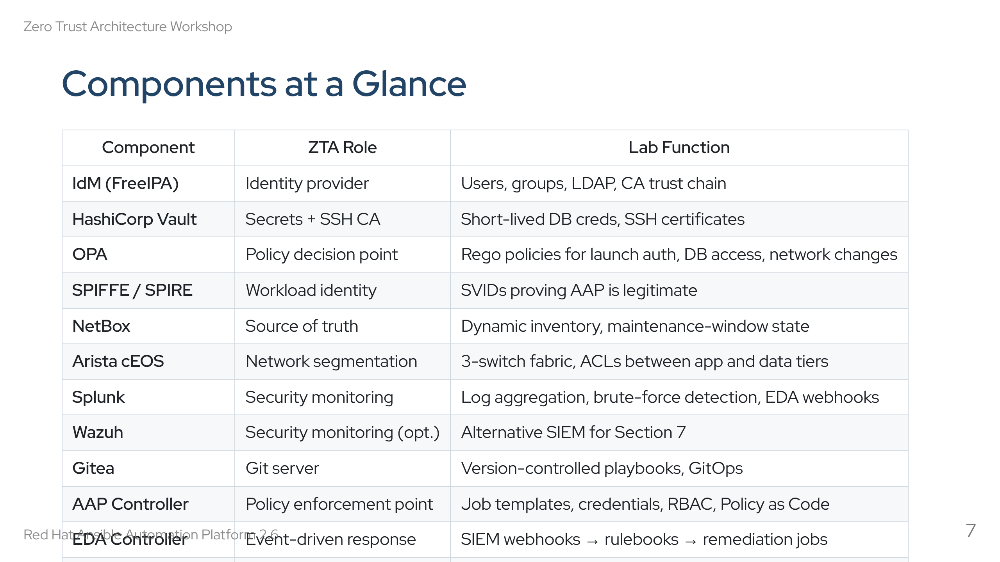 Zero Trust Architecture Workshop
Components at a Glance
Component ZTA Role Lab Function
IdM (FreeIPA) Identity provider Users, groups, LDAP, CA trust chain
HashiCorp Vault Secrets + SSH CA Short-lived DB creds, SSH certificates
OPA Policy decision point Rego policies for launch auth, DB access, network changes
SPIFFE / SPIRE Workload identity SVIDs proving AAP is legitimate
NetBox Source of truth Dynamic inventory, maintenance-window state
Arista cEOS Network segmentation 3-switch fabric, ACLs between app and data tiers
Splunk Security monitoring Log aggregation, brute-force detection, EDA webhooks
Wazuh Security monitoring (opt.) Alternative SIEM for Section 7
Gitea Git server Version-controlled playbooks, GitOps
AAP Controller Policy enforcement point Job templates, credentials, RBAC, Policy as Code
EDA Controller Event-driven response SIEM webhooks → rulebooks → remediation jobs
Red Hat Ansible Automation Platform 2.6
7